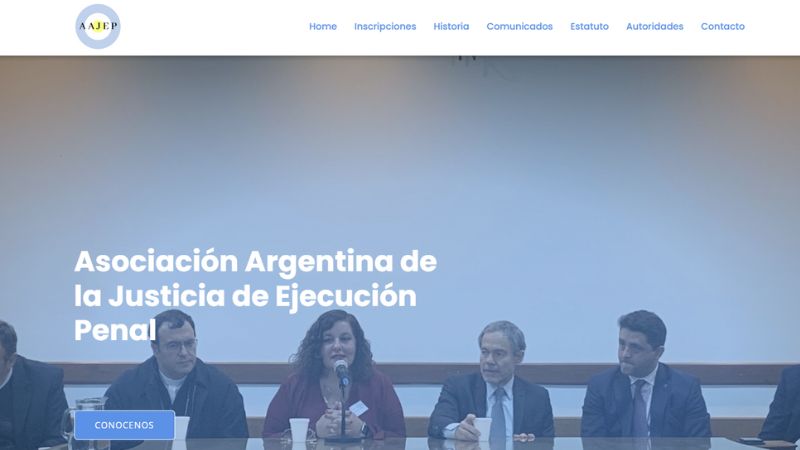 AAJEP
Home
Inscripciones
Historia
Comunicados
Estatuto
Autoridades
Contacto
Asociación Argentina de
la Justicia de Ejecución
Penal
CONOCENOS